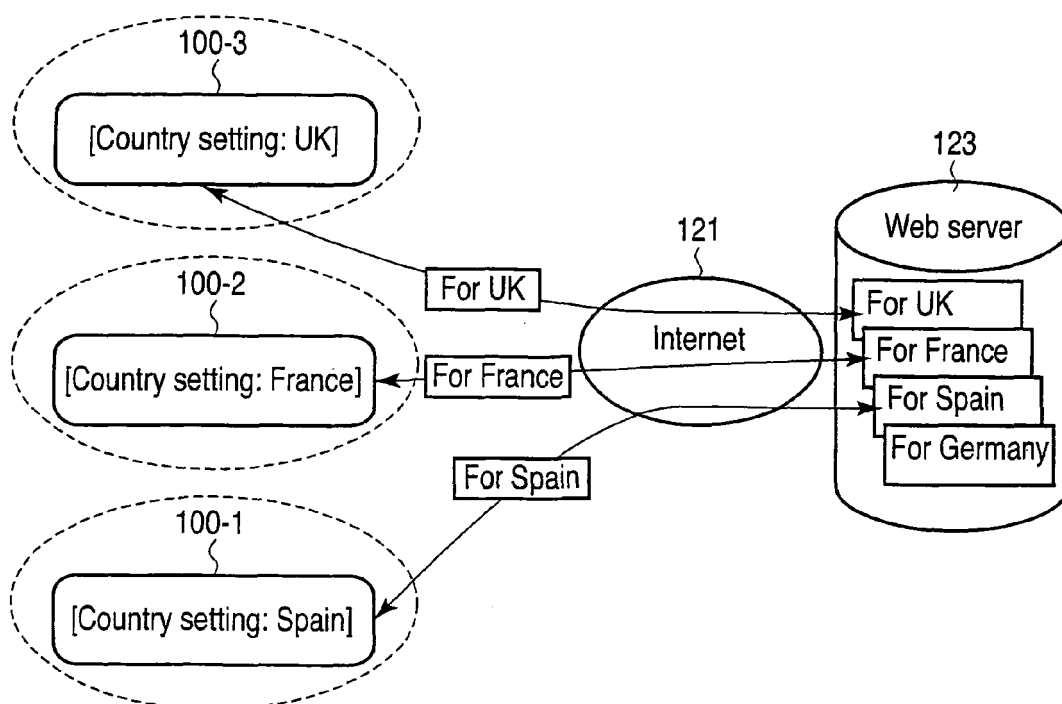 100-3
[Country setting: UK]
123
Web server
121
For UK
For UK
100-2
Internet
For France
[Country setting: France]
For France
For Spain
For Germany
For Spain
100-1
[Country setting: Spain]